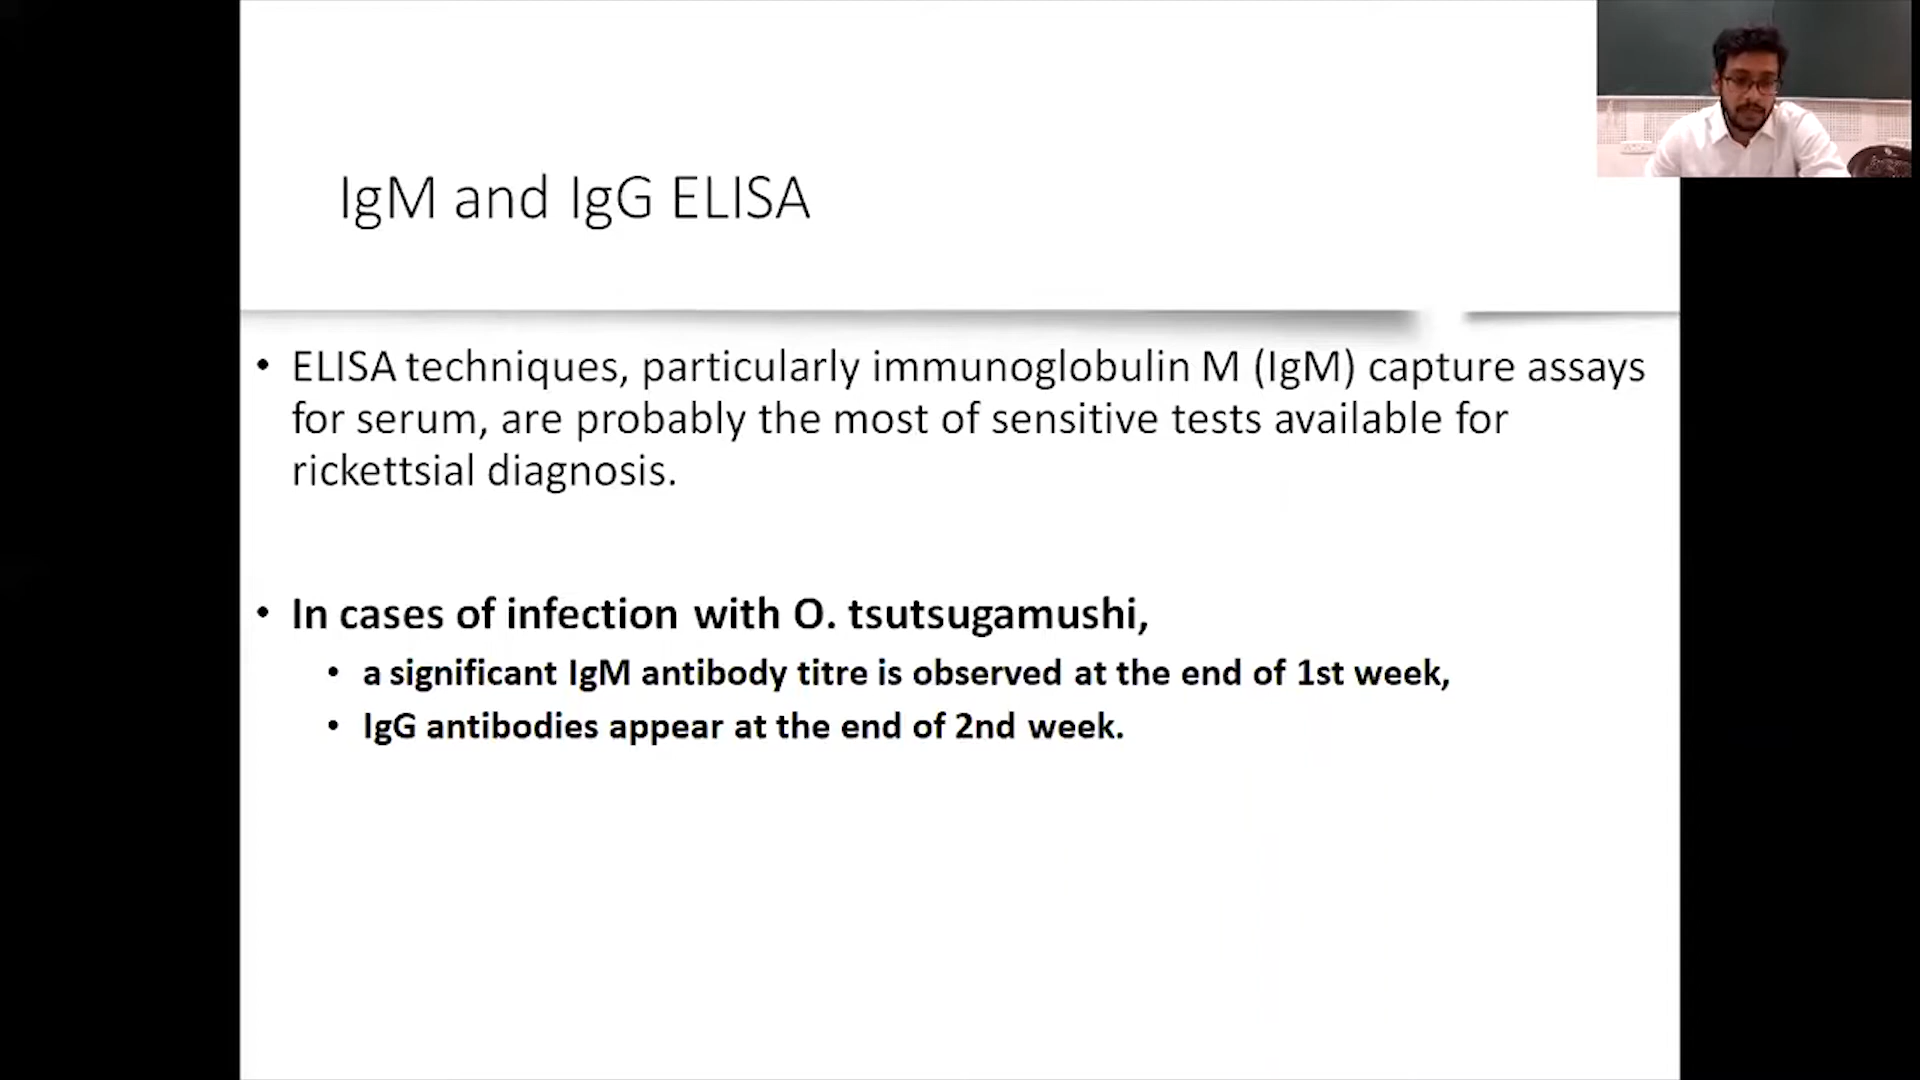 IgM and IgG ELISA
• ELISA techniques, particularly immunoglobulin M (IgM) capture assays
for serum, are probably the most of sensitive tests available for
rickettsial diagnosis.
• In cases of infection with O. tsutsugamushi,
• a significant IgM antibody titre is observed at the end of 1st week,
• IgG antibodies appear at the end of 2nd week.